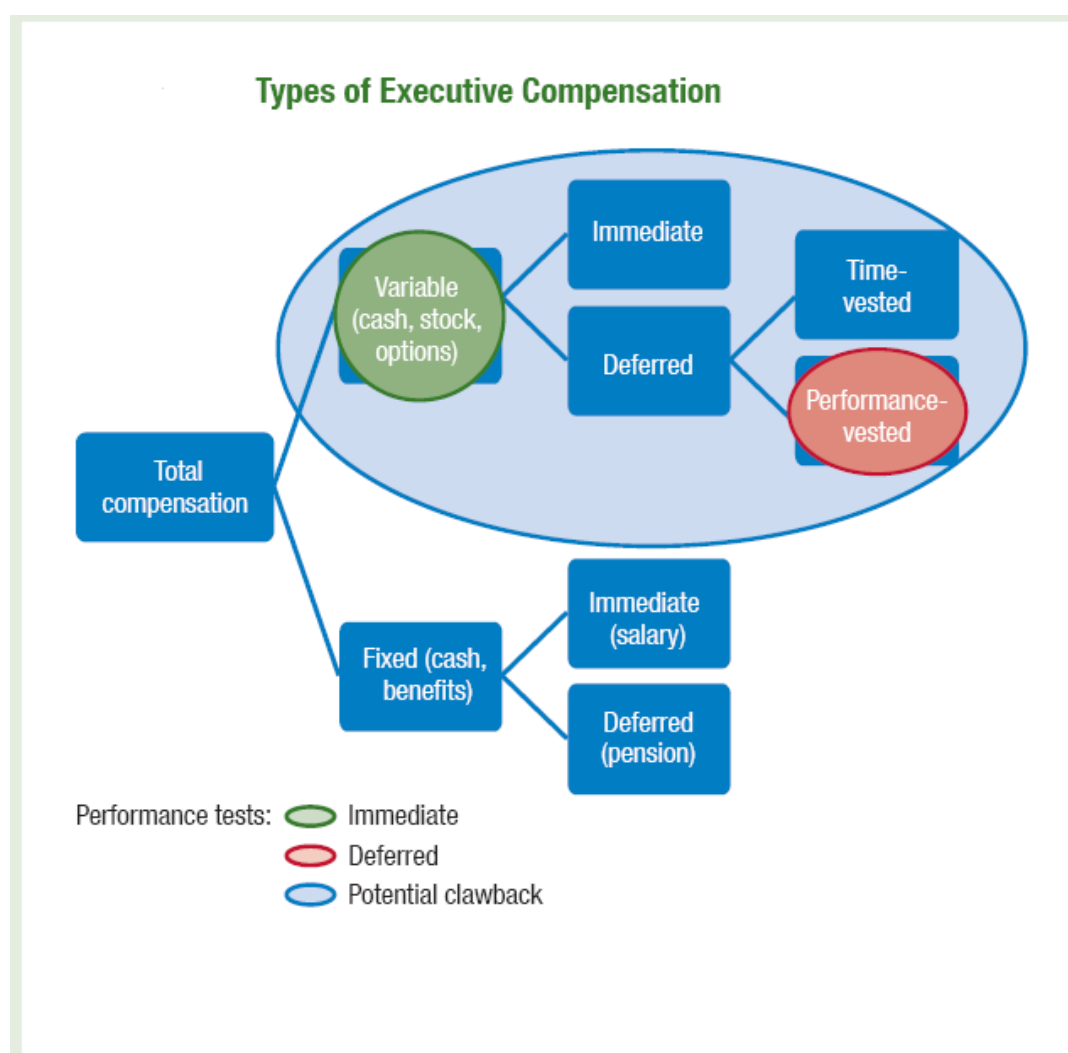 Types of Executive Compensation
Immediate
Variable
(cash, stock,
options)
Time-
vested
Deferred
Performance-
vested
Total
compensation
Immediate
(salary)
Fixed (cash,
benefits)
Deferred
(pension)
Performance tests:
Immediate
Deferred
Potential clawback